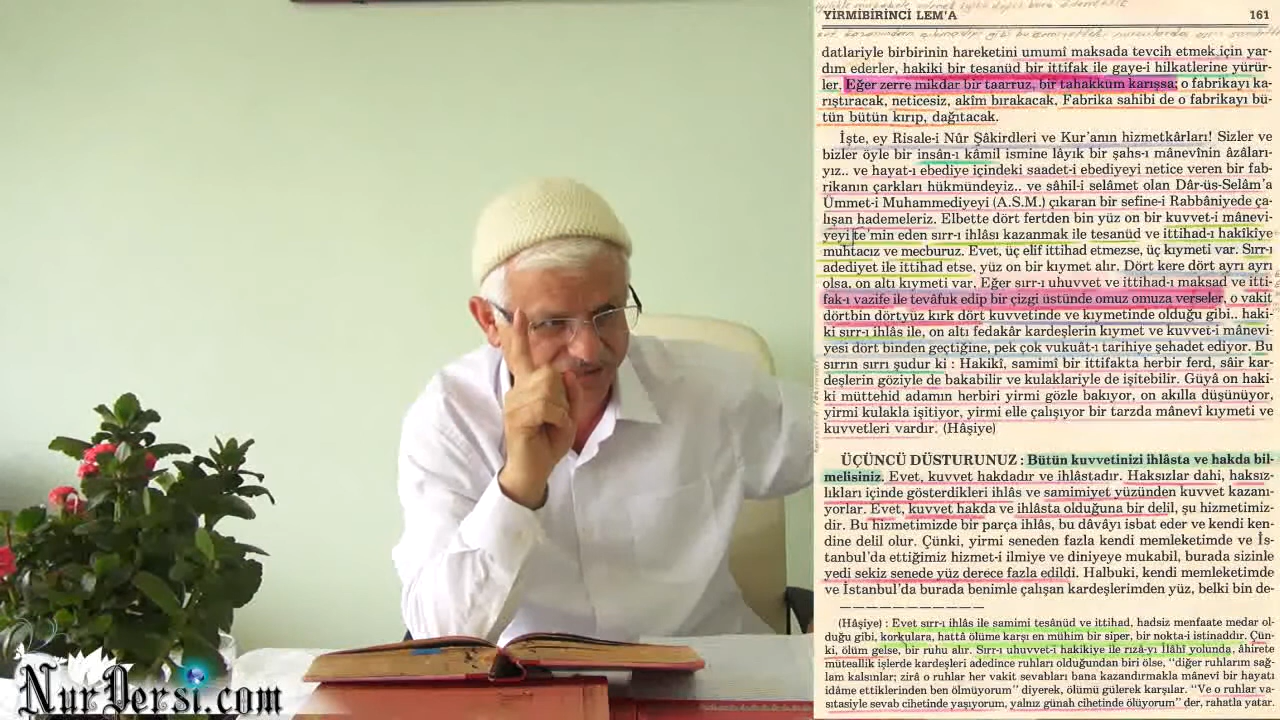 YİRMİBİRİNCİ LEM'A 161
datlariyle birbirinin hareketini umumî maksada tevcih etmek için yar-
dım ederler, hakiki bir tesanüd bir ittifak ile gaye-i hilkatlerine yürür-
ler. Eğer zerre mikdar bir taarruz, bir tahakküm karışsa; o fabrikayı ka-
rıştıracak, neticesiz, akîm bırakacak. Fabrika sahibi de o fabrikayı bü-
tün bütün kırıp, dağıtacak.
İşte, ey Risale-i Nûr Şâkirdleri ve Kur'anın hizmetkârları! Sizler ve
bizler öyle bir insân-ı kâmil ismine lâyık bir şahs-ı mânevînin âzâları-
yız.. ve hayat-ı ebediye içindeki saadet-i ebediyeyi netice veren bir fab-
rikanın çarkları hükmündeyiz.. ve sâhil-i selâmet olan Dâr-üs-Selâm'a
Ümmet-i Muhammediyeyi (A.S.M.) çıkaran bir sefine-i Rabbâniyede ça-
lışan hademeleriz. Elbette dört fertden bin yüz on bir kuvvet-i mânevi-
yeyi te'min eden sırr-ı ihlâsı kazanmak ile tesanüd ve ittihad-ı hakîkiye
muhtacız ve mecburuz. Evet, üç elif ittihad etmezse, üç kıymeti var. Sırr-ı
adediyet ile ittihad etse, yüz on bir kıymet alır. Dört kere dört ayrı ayrı
olsa, on altı kıymeti var. Eğer sırr-ı uhuvvet ve ittihad-ı maksad ve itti-
fak-ı vazife ile tevâfuk edip bir çizgi üstünde omuz omuza verseler, o vakit
dörtbin dörtyüz kırk dört kuvvetinde ve kıymetinde olduğu gibi.. haki-
ki sırr-ı ihlâs ile, on altı fedakâr kardeşlerin kıymet ve kuvvet-i mânevi-
yesi dört binden geçtiğine, pek çok vukuât-ı tarihiye şehadet ediyor. Bu
sırrın sırrı şudur ki : Hakikî, samimî bir ittifakta herbir ferd, sâir kar-
deşlerin göziyle de bakabilir ve kulaklariyle de işitebilir. Güyâ on haki-
ki müttehid adamın herbiri yirmi gözle bakıyor, on akılla düşünüyor,
yirmi kulakla işitiyor, yirmi elle çalışıyor bir tarzda mânevî kıymeti ve
kuvvetleri vardır. (Hâşiye)
ÜÇÜNCÜ DÜSTURUNUZ : Bütün kuvvetinizi ihlâsta ve hakda bil-
melisiniz. Evet, kuvvet hakdadır ve ihlâstadır. Haksızlar dahi, haksız-
lıkları içinde gösterdikleri ihlâs ve samimiyet yüzünden kuvvet kazanı-
yorlar. Evet, kuvvet hakda ve ihlâsta olduğuna bir delil, şu hizmetimiz-
dir. Bu hizmetimizde bir parça ihlâs, bu dâvâyı isbat eder ve kendi ken-
dine delil olur. Çünki, yirmi seneden fazla kendi memleketimde ve İs-
tanbul'da ettiğimiz hizmet-i ilmiye ve diniyeye mukabil, burada sizinle
yedi sekiz senede yüz derece fazla edildi. Halbuki, kendi memleketimde
ve İstanbul'da burada benimle çalışan kardeşlerimden yüz, belki bin de-
(Hâşiye) : Evet sırr-ı ihlâs ile samimi tesânüd ve ittihad, hadsiz menfaate medar ol-
duğu gibi, korkulara, hattâ ölüme karşı en mühim bir siper, bir nokta-i istinaddır. Çün-
ki, ölüm gelse, bir ruhu alır. Sırr-ı uhuvvet-i hakikiye ile rızâ-yı İlâhî yolunda, âhirete
müteallik işlerde kardeşleri adedince ruhları olduğundan biri ölse, "diğer ruhlarım sağ-
lam kalsınlar; zirâ o ruhlar her vakit sevabları bana kazandırmakla mânevî bir hayatı
idâme ettiklerinden ben ölmüyorum" diyerek, ölümü gülerek karşılar. "Ve o ruhlar va-
sıtasiyle sevab cihetinde yaşıyorum, yalnız günah cihetinde ölüyorum" der, rahatla yatar.
NurDersi.com